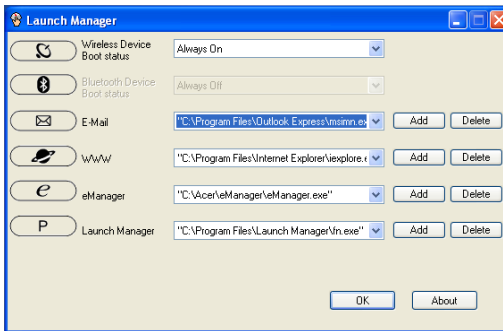 Launch Manager
Wireless Device
Boot status
Always On
Bluetooth Device
Boot status
Always Off
E-Mail
"C:\Program Files\Outlook Express\msimn.ex
Add
Delete
WWW
"C:\Program Files\Internet Explorer\iexplore.e
Add
Delete
e
eManager
"C:\Acer\eManager\eManager.exe"
Add
Delete
P
Launch Manager
"C:\Program Files\Launch Manager\fn.exe"
Add
Delete
OK
About